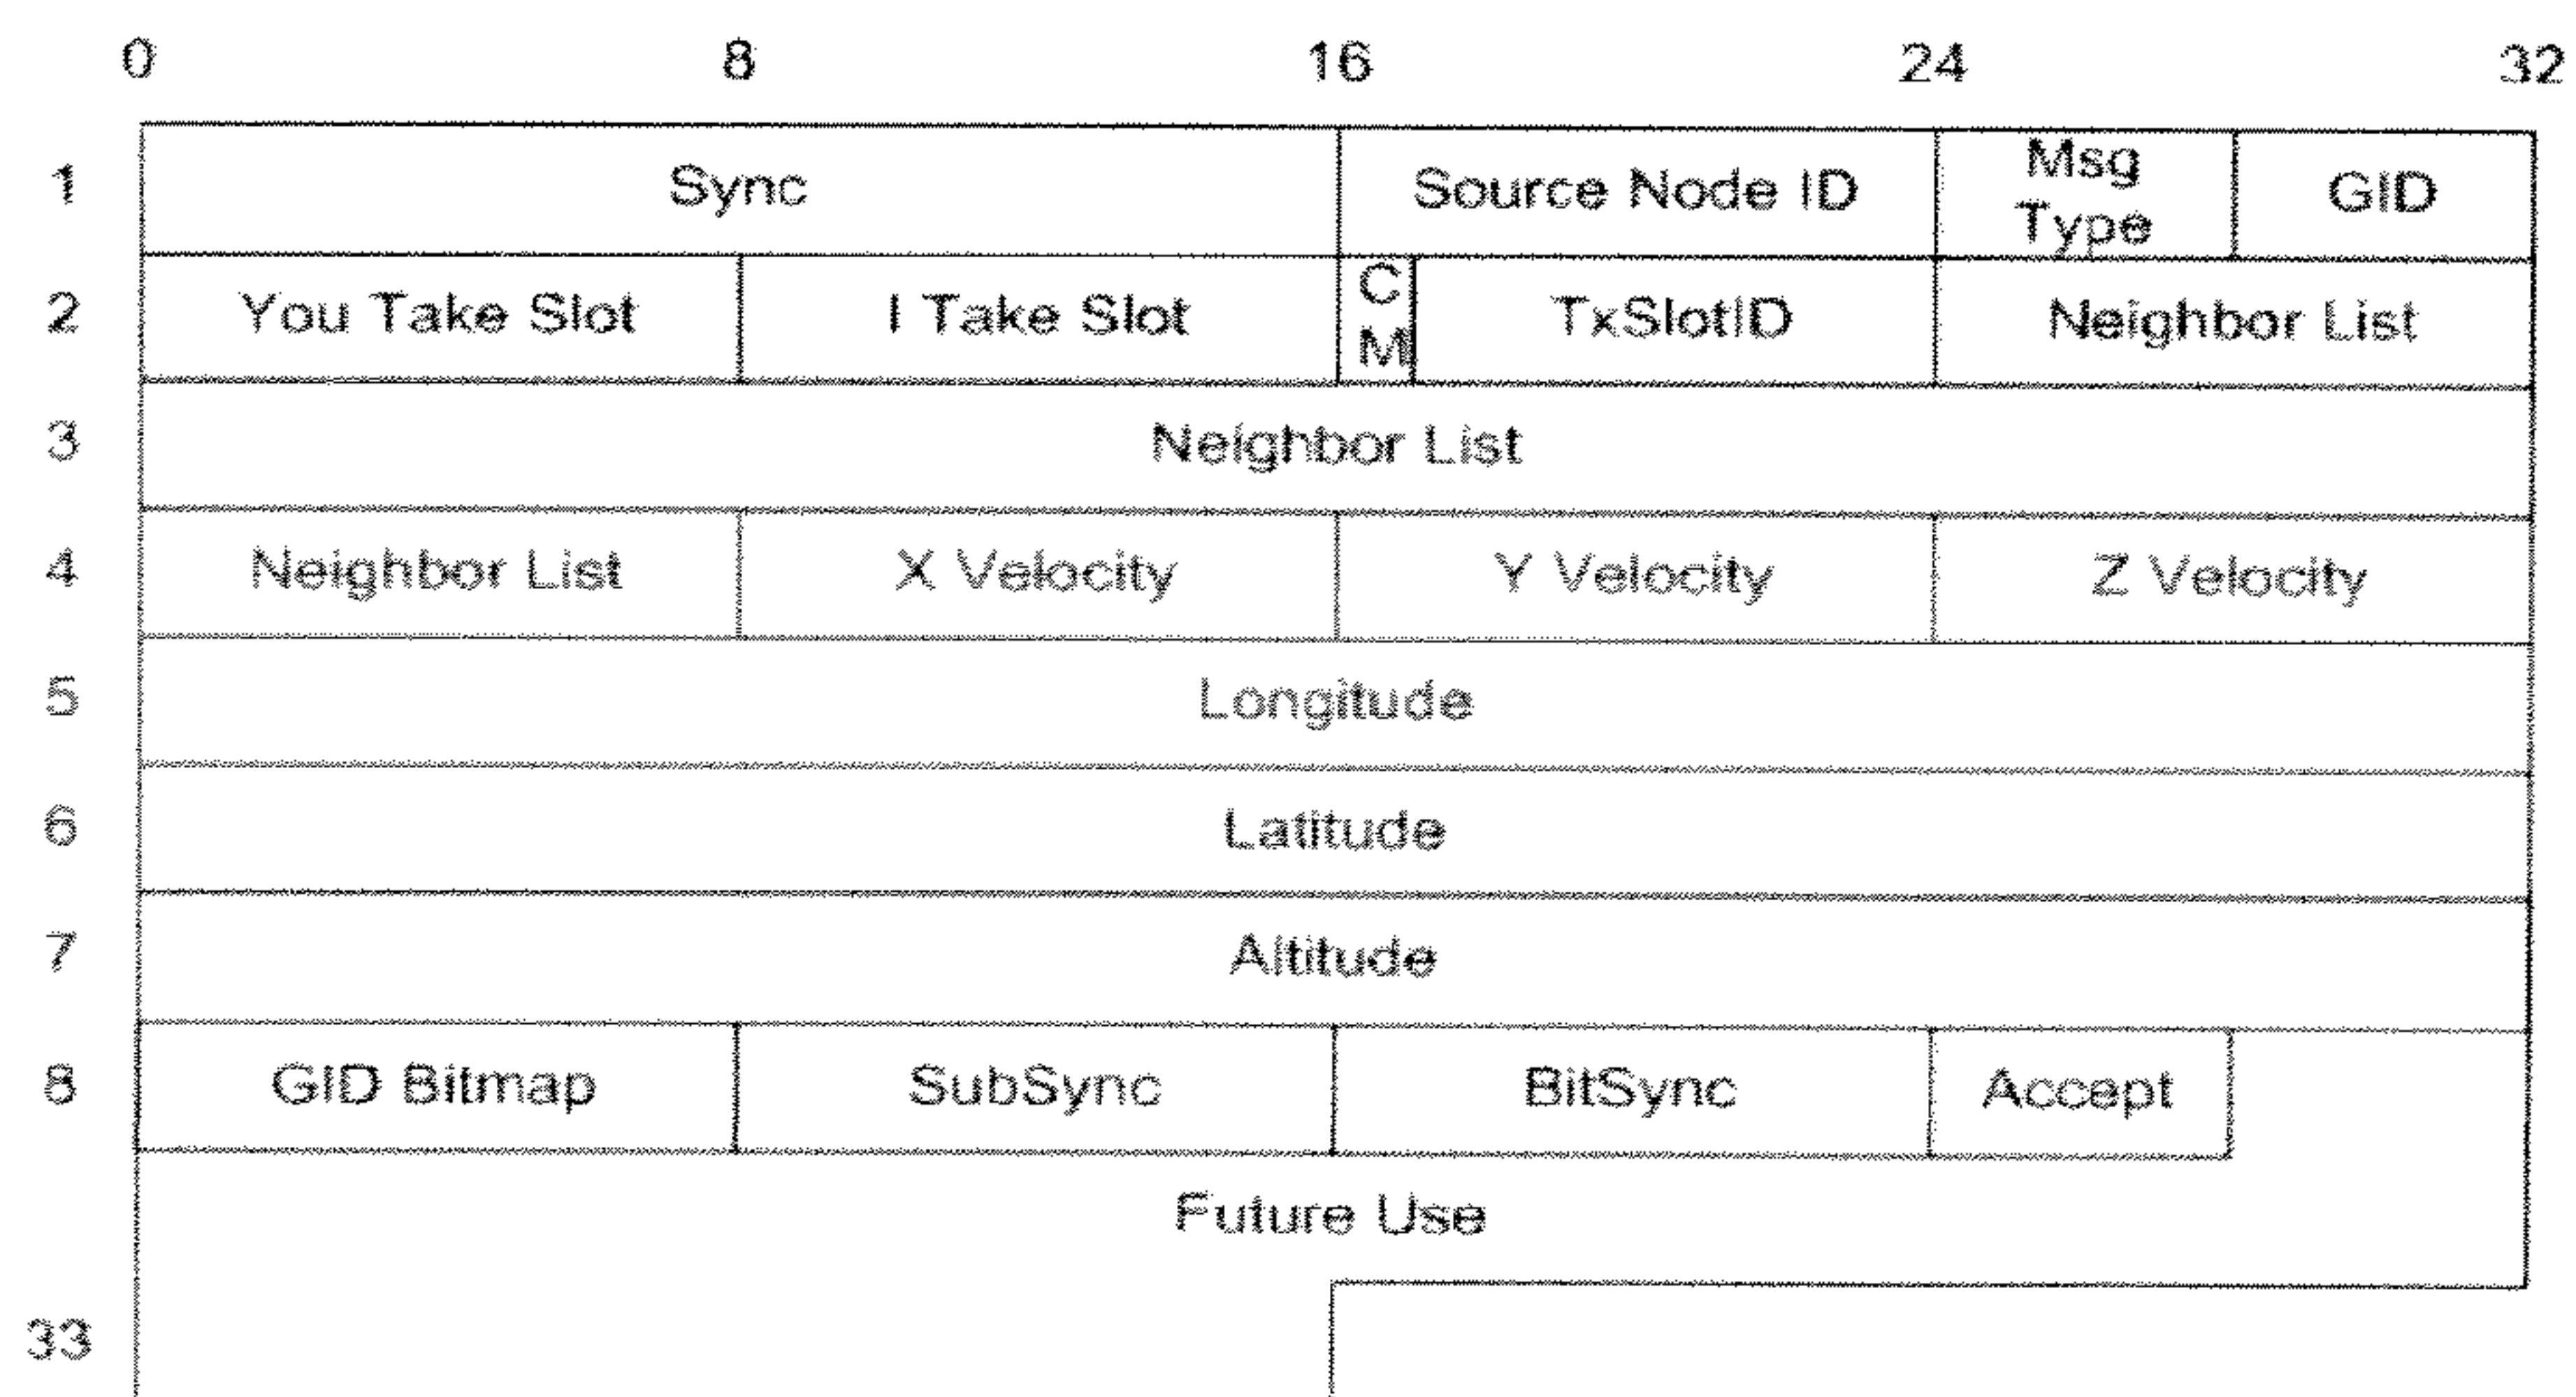 0 8 16 24 32
1 Sync Source Node ID Msg Type GID
2 You Take Slot I Take Slot C M TxSlotID Neighbor List
3 Neighbor List
4 Neighbor List X Velocity Y Velocity Z Velocity
5 Longitude
6 Latitude
7 Altitude
8 GID Bitmap SubSync BitSync Accept
Future Use
33